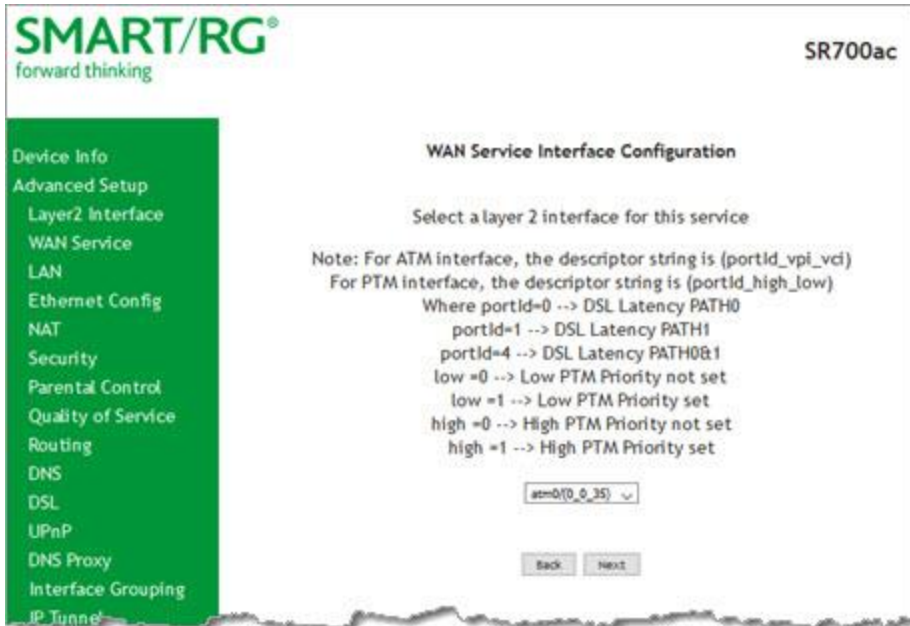 SMART/RG®
forward thinking
SR700ac
Device Info
Advanced Setup
Layer2 Interface
WAN Service
LAN
Ethernet Config
NAT
Security
Parental Control
Quality of Service
Routing
DNS
DSL
UPnP
DNS Proxy
Interface Grouping
IP Tunnel
WAN Service Interface Configuration
Select a layer 2 interface for this service
Note: For ATM interface, the descriptor string is (portId_vpi_vci)
For PTM interface, the descriptor string is (portId_high_low)
Where portId=0 --> DSL Latency PATH0
portId=1 --> DSL Latency PATH1
portId=4 --> DSL Latency PATH0&1
low =0 --> Low PTM Priority not set
low =1 --> Low PTM Priority set
high =0 --> High PTM Priority not set
high =1 --> High PTM Priority set
atm0/(0_0_35)
Back Next